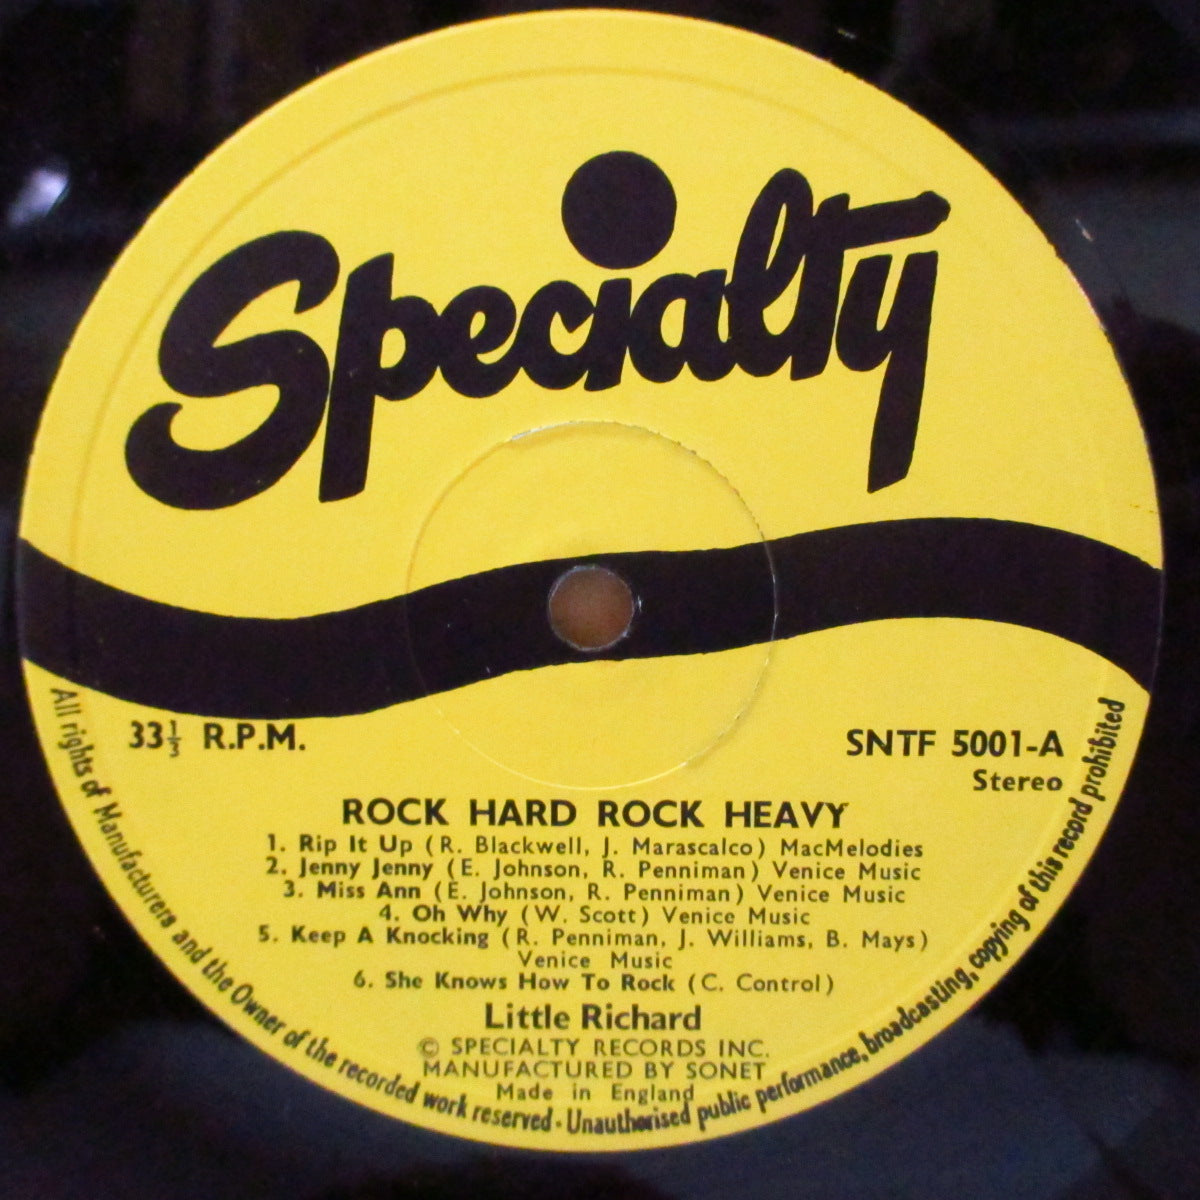 Specialty
33⅓ R.P.M.
SNTF 5001-A
Stereo
ROCK HARD ROCK HEAVY
1. Rip It Up (R. Blackwell, J. Marascalco) MacMelodies
2. Jenny Jenny (E. Johnson, R. Penniman) Venice Music
3. Miss Ann (E. Johnson, R. Penniman) Venice Music
4. Oh Why (W. Scott) Venice Music
5. Keep A Knocking (R. Penniman, J. Williams, B. Mays)
Venice Music
6. She Knows How To Rock (C. Control)
Little Richard
© SPECIALTY RECORDS INC.
MANUFACTURED BY SONET
Made in England
All rights of Manufacturers and the Owner of the recorded work reserved - Unauthorised public performance, broadcasting, copying of this record prohibited